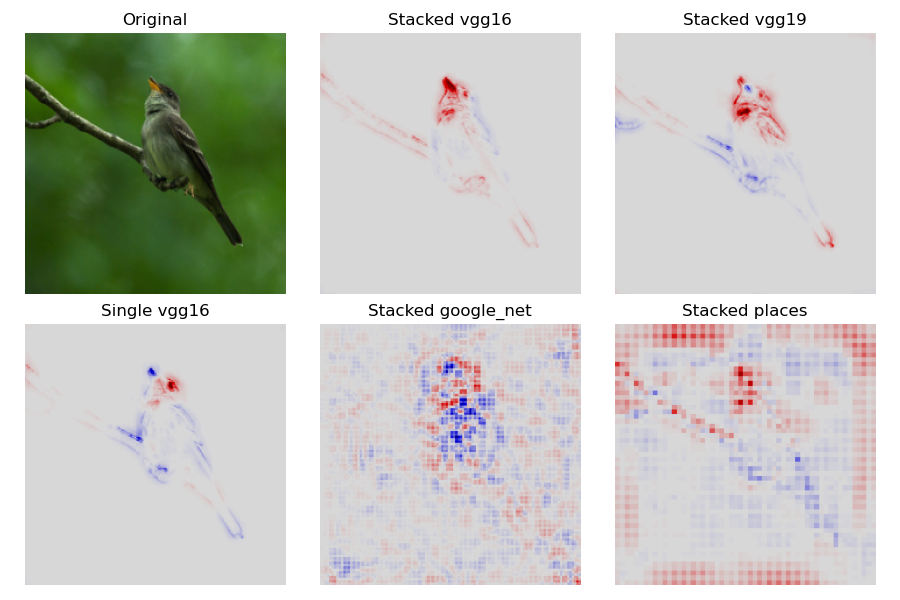 Original
Stacked vgg16
Stacked vgg19
Single vgg16
Stacked google_net
Stacked places